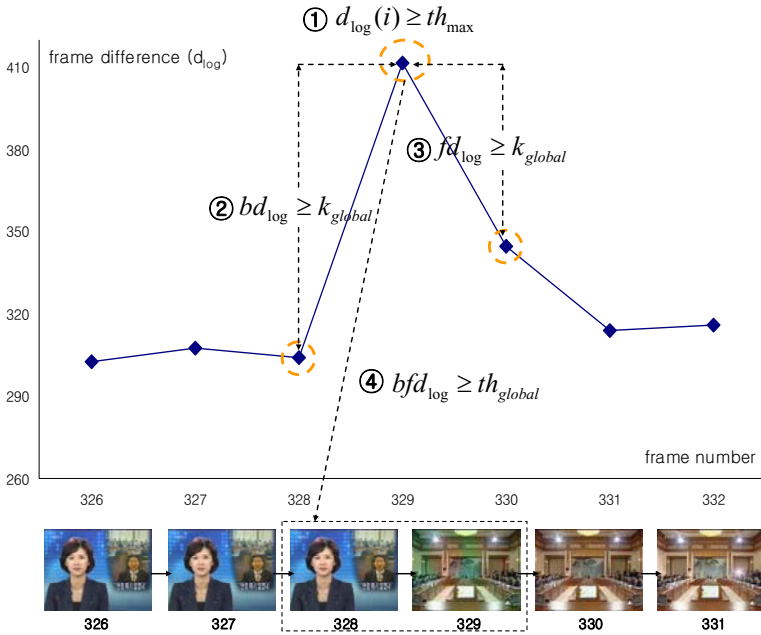 ① d_log(i) ≥ th_max
frame difference (d_log)
410
380
350
320
290
260
③ fd_log ≥ k_global
② bd_log ≥ k_global
④ bfd_log ≥ th_global
frame number
326 327 328 329 330 331 332
326 327 328 329 330 331